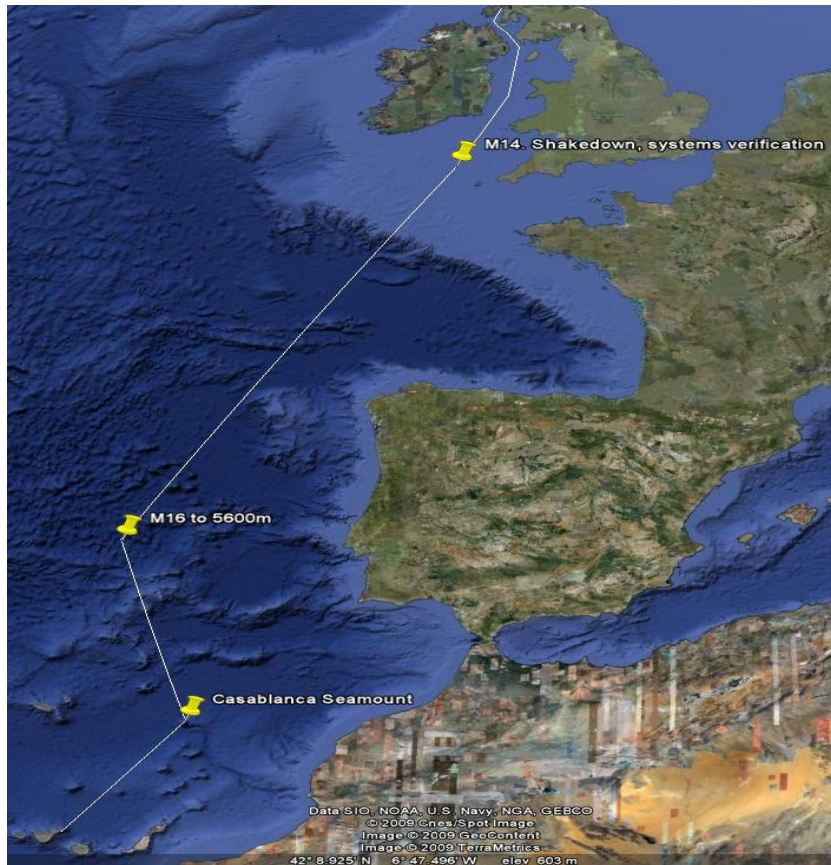 M14. Shakedown, systems verification
M16 to 5600m
Casablanca Seamount
Data SIO, NOAA, U.S. Navy, NGA, GEBCO
© 2009 Cnes/Spot Image
Image © 2009 GeoContent
Image © 2009 TerraMetrics
42° 8.925' N 6° 47.496' W elev 603 m